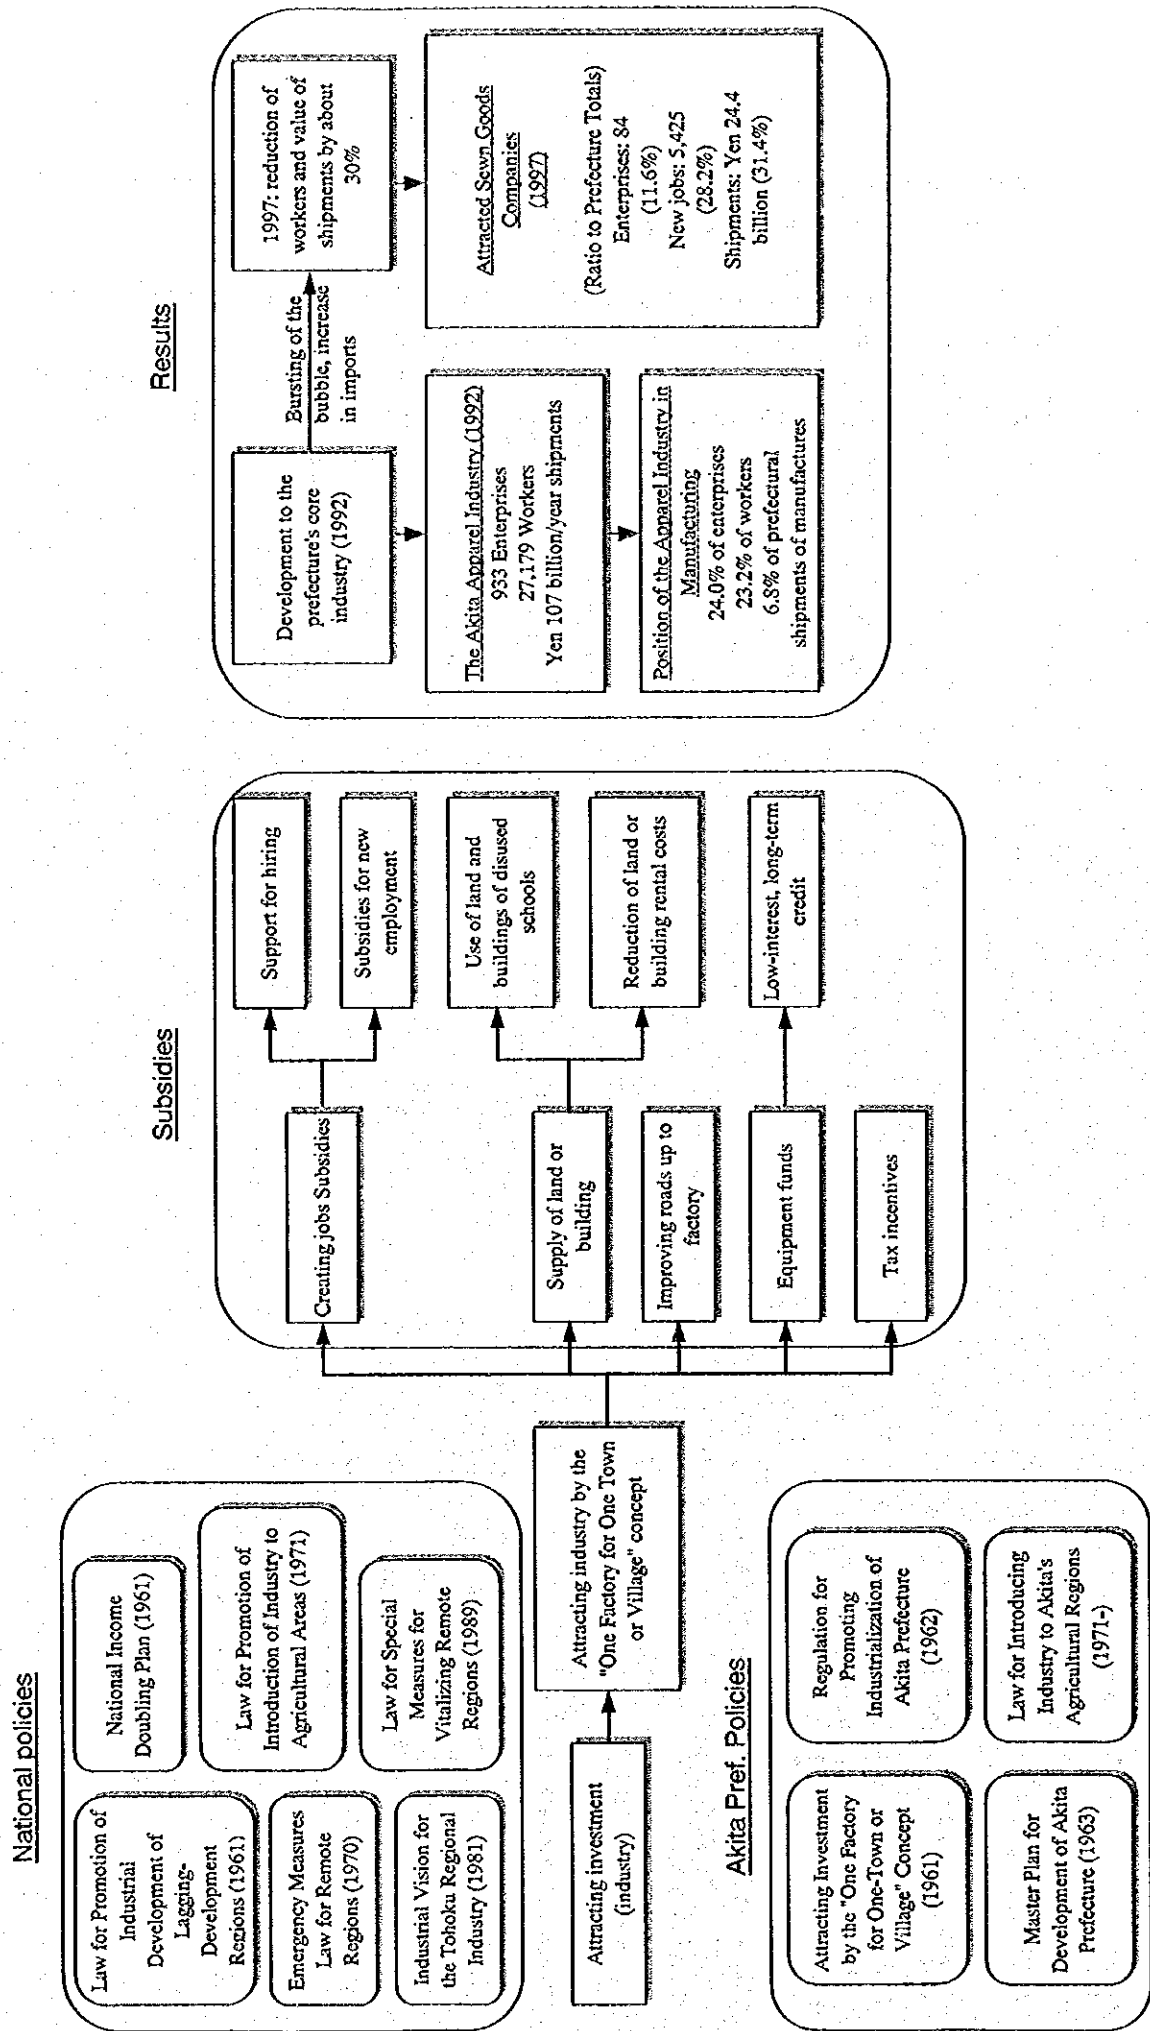 National policies
Law for Promotion of
Industrial
Development of
Lagging-
Development
Regions (1961)
National Income
Doubling Plan (1961)
Emergency Measures
Law for Remote
Regions (1970)
Law for Promotion of
Introduction of Industry to
Agricultural Areas (1971)
Industrial Vision for
the Tohoku Regional
Industry (1981)
Law for Special
Measures for
Vitalizing Remote
Regions (1989)
Attracting investment
(industry)
Attracting industry by the
"One Factory for One Town
or Village" concept
Akita Pref. Policies
Attracting Investment
by the "One Factory
for One-Town or
Village" Concept
(1961)
Regulation for
Promoting
Industrialization of
Akita Prefecture
(1962)
Master Plan for
Development of Akita
Prefecture (1963)
Law for Introducing
Industry to Akita's
Agricultural Regions
(1971-)
Subsidies
Creating jobs Subsidies
Support for hiring
Subsidies for new
employment
Supply of land or
building
Use of land and
buildings of disused
schools
Reduction of land or
building rental costs
Improving roads up to
factory
Equipment funds
Low-interest, long-term
credit
Tax incentives
Results
Development to the
prefecture's core
industry (1992)
Bursting of the
bubble, increase
in imports
1997: reduction of
workers and value of
shipments by about
30%
The Akita Apparel Industry (1992)
933 Enterprises
27,179 Workers
Yen 107 billion/year shipments
Position of the Apparel Industry in
Manufacturing
24.0% of enterprises
23.2% of workers
6.8% of prefectural
shipments of manufactures
Attracted Sewn Goods
Companies
(1997)
(Ratio to Prefecture Totals)
Enterprises: 84
(11.6%)
New jobs: 5,425
(28.2%)
Shipments: Yen 24.4
billion (31.4%)